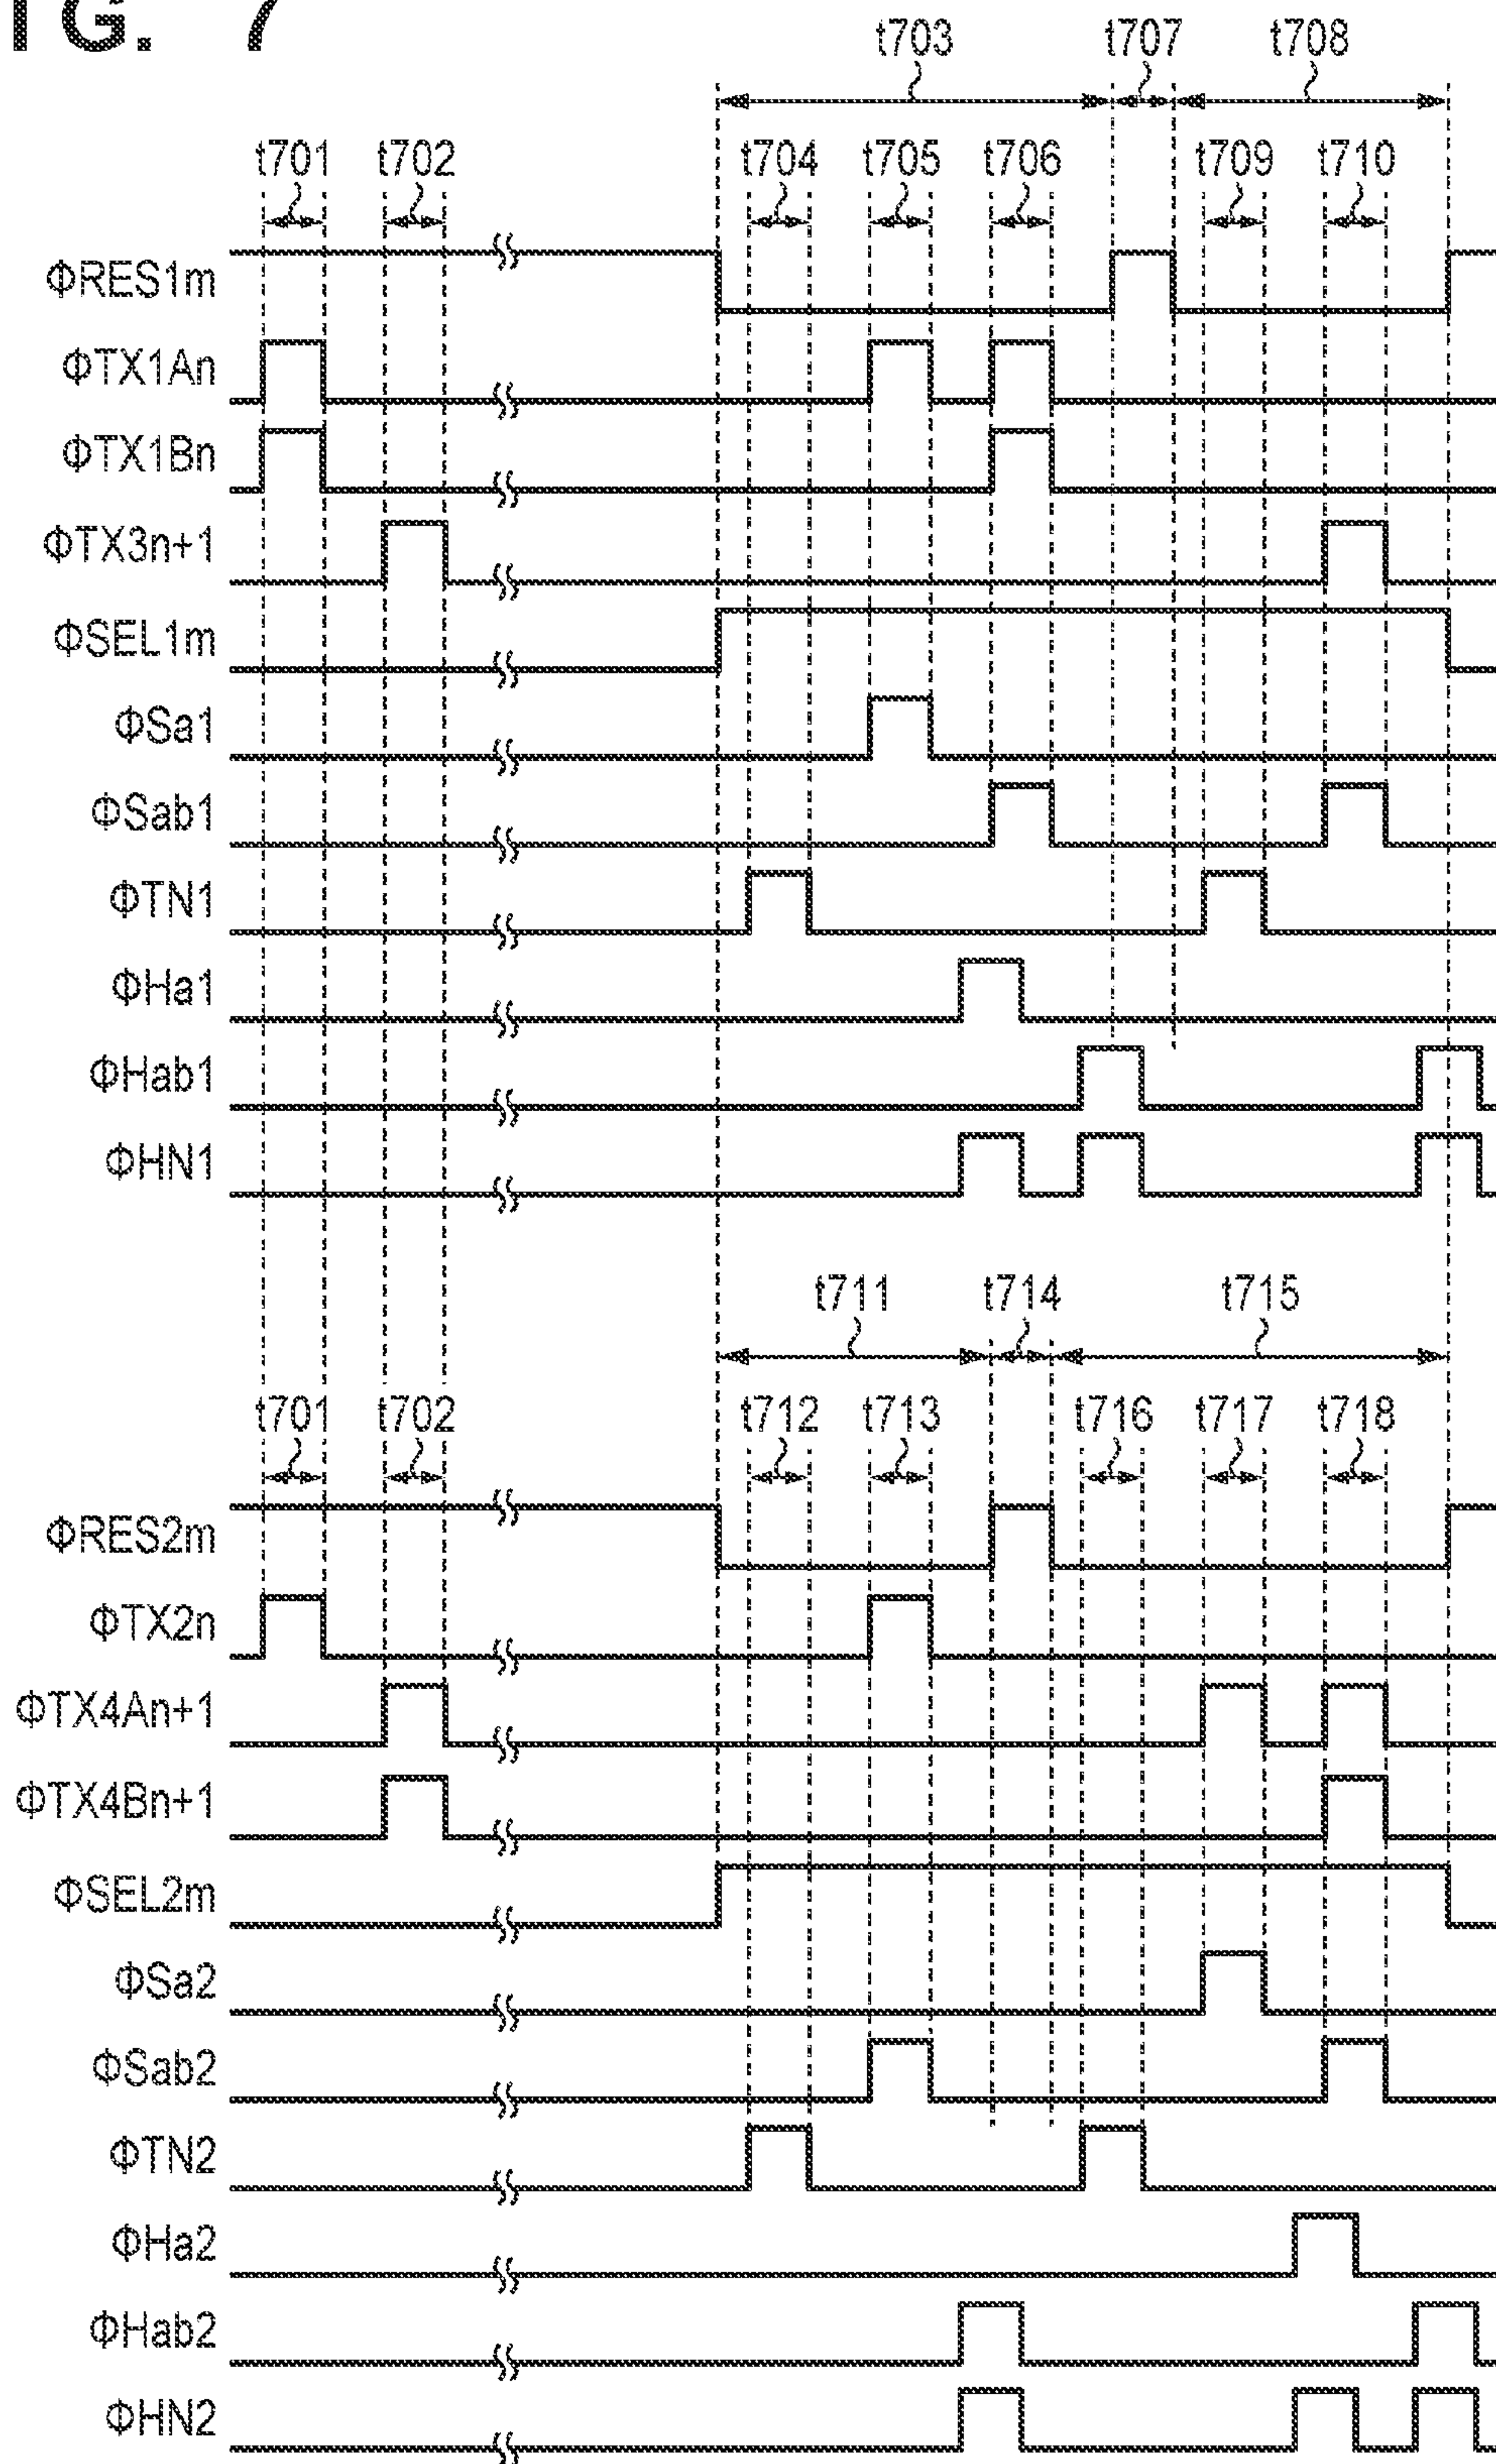 FIG. 7
t703 t707 t708
t701 t702 t704 t705 t706 t709 t710
ΦRES1m
ΦTX1An
ΦTX1Bn
ΦTX3n+1
ΦSEL1m
ΦSa1
ΦSab1
ΦTN1
ΦHa1
ΦHab1
ΦHN1
t711 t714 t715
t701 t702 t712 t713 t716 t717 t718
ΦRES2m
ΦTX2n
ΦTX4An+1
ΦTX4Bn+1
ΦSEL2m
ΦSa2
ΦSab2
ΦTN2
ΦHa2
ΦHab2
ΦHN2